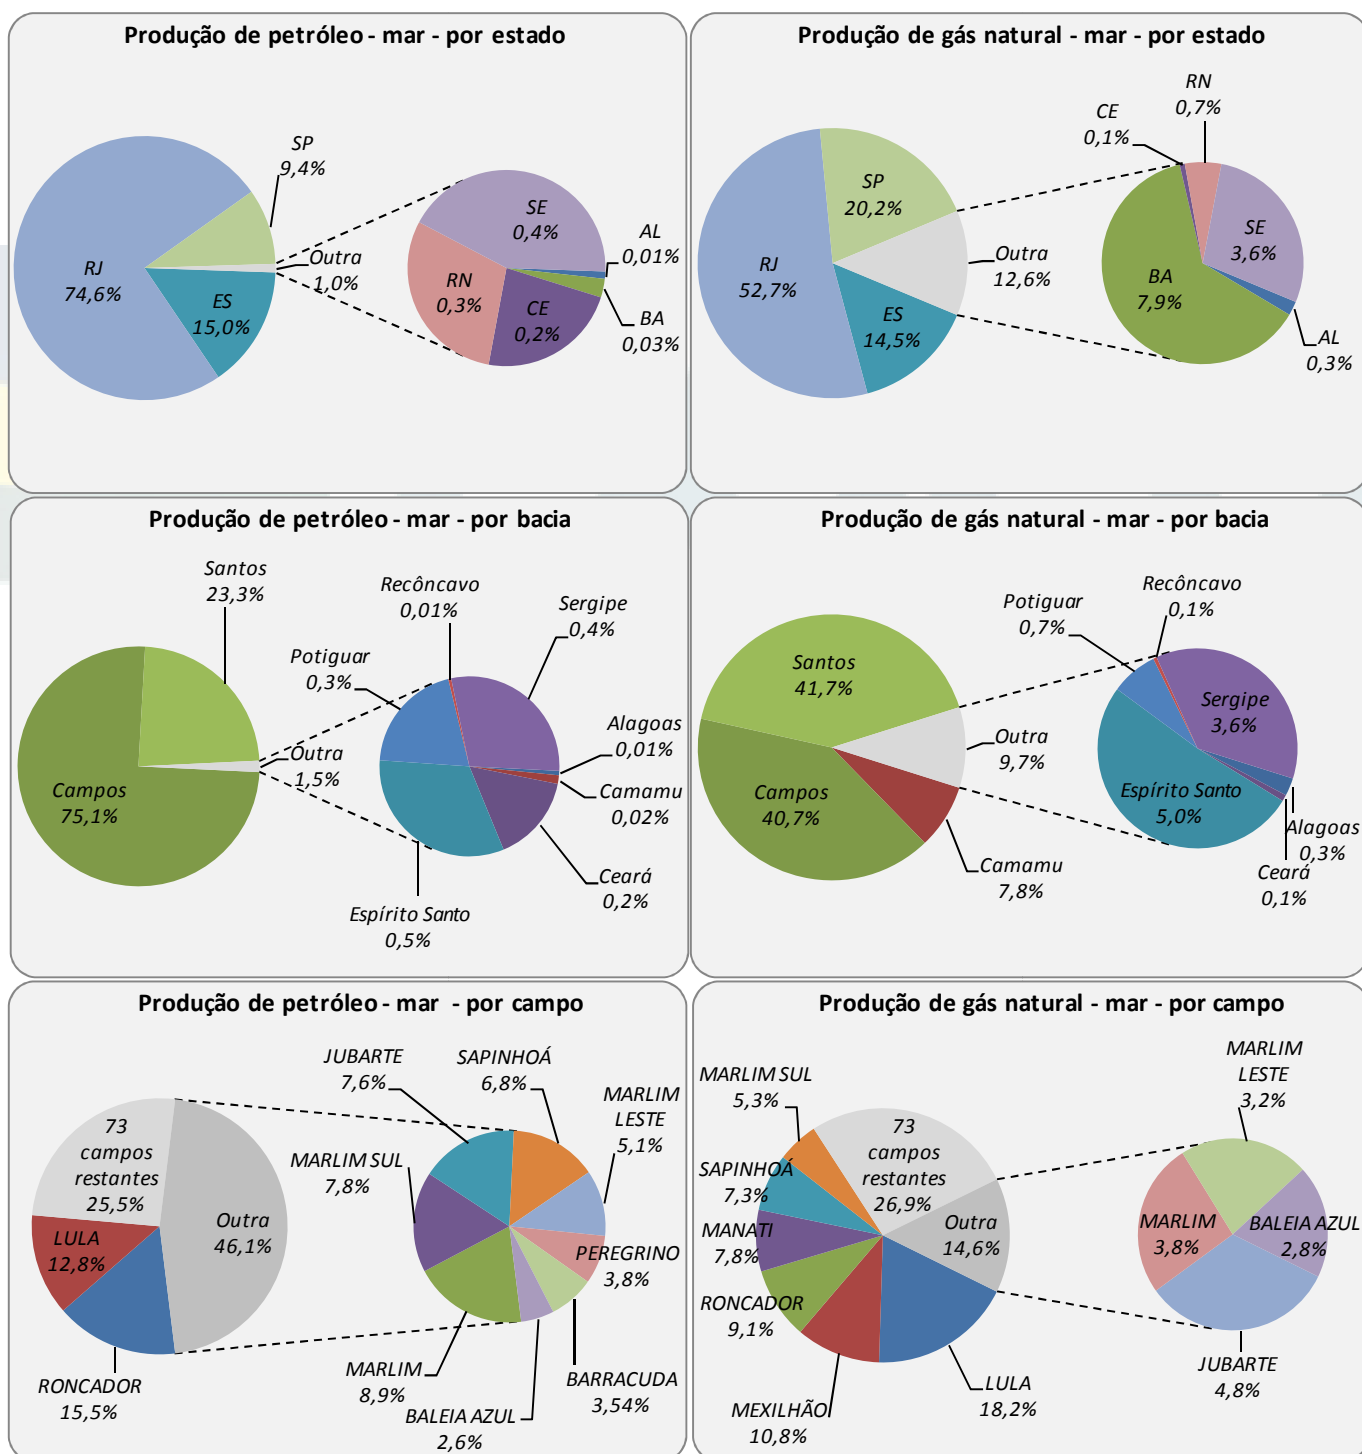 Produção de petróleo - mar - por estado
SP
9,4%
RJ
74,6%
ES
15,0%
Outra
1,0%
SE
0,4%
RN
0,3%
CE
0,2%
AL
0,01%
BA
0,03%
Produção de gás natural - mar - por estado
RJ
52,7%
SP
20,2%
ES
14,5%
Outra
12,6%
CE
0,1%
RN
0,7%
BA
7,9%
SE
3,6%
AL
0,3%
Produção de petróleo - mar - por bacia
Santos
23,3%
Campos
75,1%
Outra
1,5%
Recôncavo
0,01%
Potiguar
0,3%
Sergipe
0,4%
Alagoas
0,01%
Camamu
0,02%
Ceará
0,2%
Espírito Santo
0,5%
Produção de gás natural - mar - por bacia
Santos
41,7%
Campos
40,7%
Outra
9,7%
Camamu
7,8%
Recôncavo
0,1%
Potiguar
0,7%
Sergipe
3,6%
Espírito Santo
5,0%
Alagoas
0,3%
Ceará
0,1%
Produção de petróleo - mar - por campo
73
campos
restantes
25,5%
LULA
12,8%
RONCADOR
15,5%
Outra
46,1%
JUBARTE
7,6%
SAPINHOÁ
6,8%
MARLIM
LESTE
5,1%
MARLIM SUL
7,8%
PEREGRINO
3,8%
MARLIM
8,9%
BALEIA AZUL
2,6%
BARRACUDA
3,54%
Produção de gás natural - mar - por campo
MARLIM SUL
5,3%
73
campos
restantes
26,9%
SAPINHOÁ
7,3%
MANATI
7,8%
RONCADOR
9,1%
MEXILHÃO
10,8%
LULA
18,2%
Outra
14,6%
MARLIM
LESTE
3,2%
MARLIM
3,8%
BALEIA AZUL
2,8%
JUBARTE
4,8%